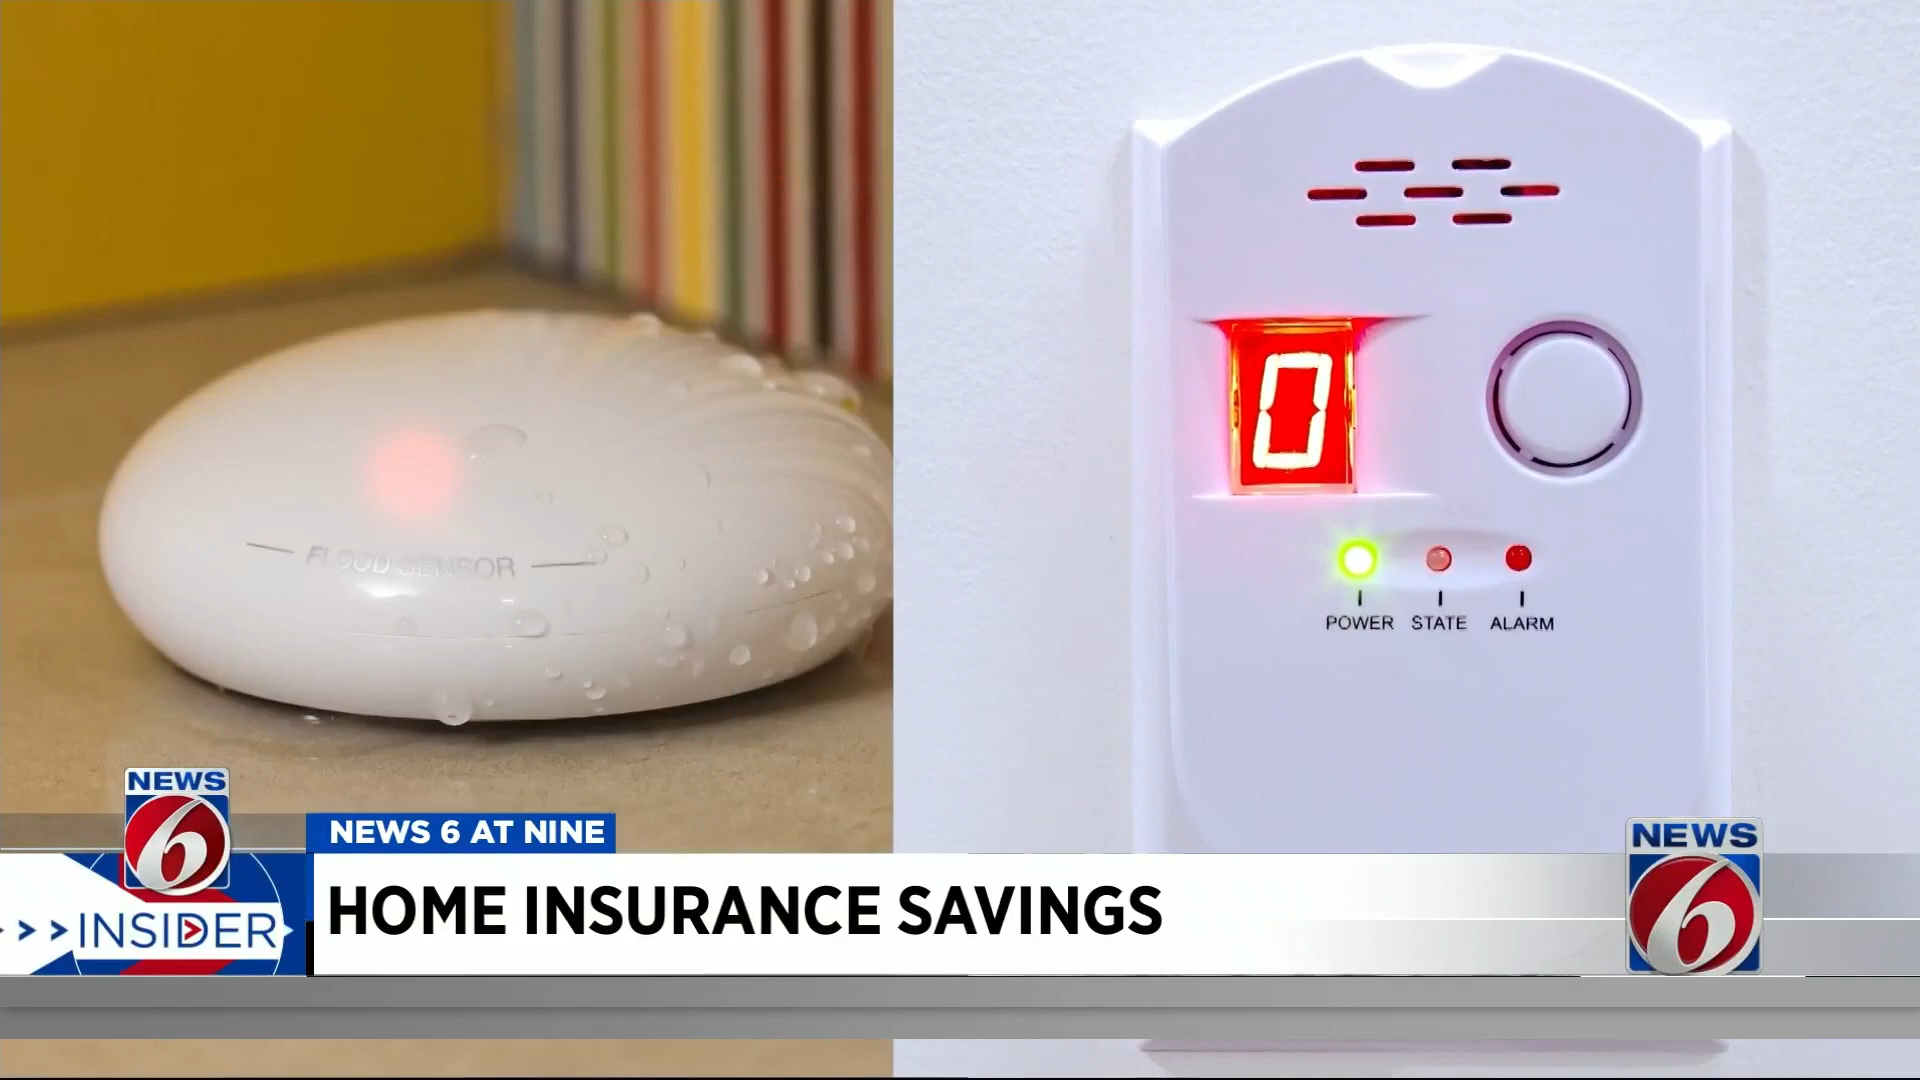 FLOOD SENSOR
0
POWER STATE ALARM
NEWS
6
NEWS 6 AT NINE
INSIDER
HOME INSURANCE SAVINGS
NEWS
6